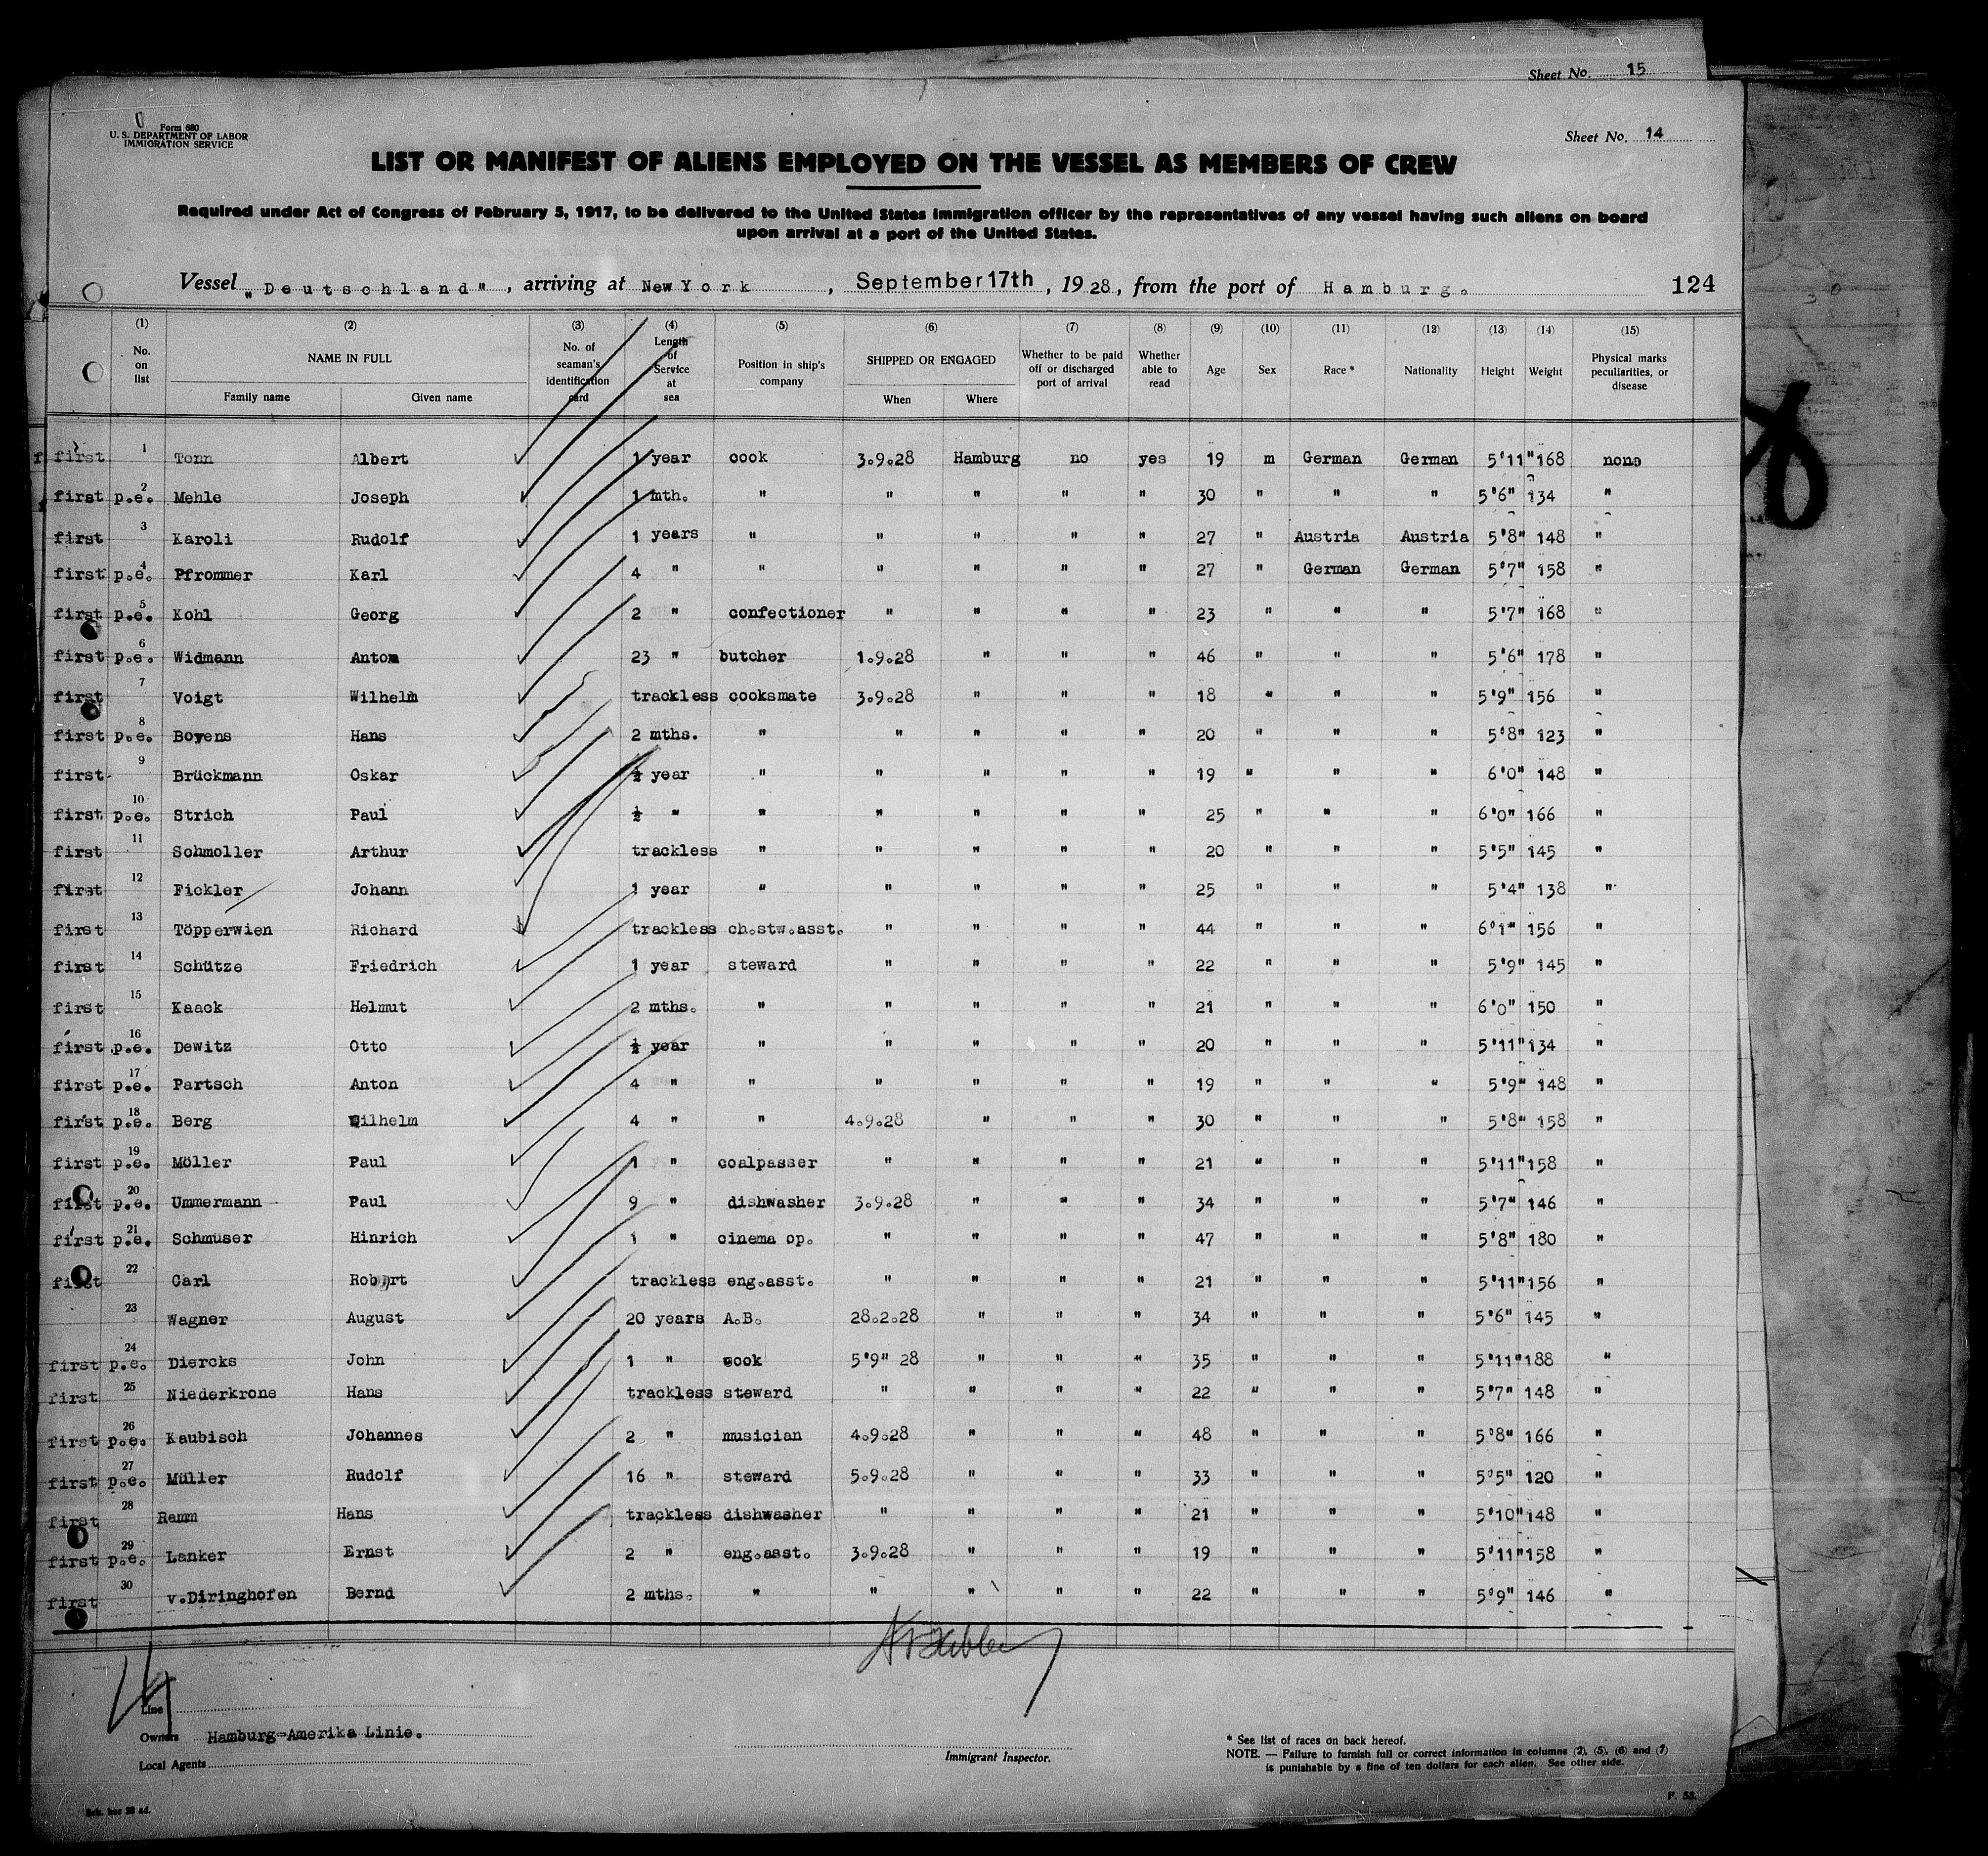 Sheet No. 15
Form 680
U. S. DEPARTMENT OF LABOR
IMMIGRATION SERVICE
Sheet No. 14
LIST OR MANIFEST OF ALIENS EMPLOYED ON THE VESSEL AS MEMBERS OF CREW
Required under Act of Congress of February 5, 1917, to be delivered to the United States immigration officer by the representatives of any vessel having such aliens on board
upon arrival at a port of the United States.
Vessel "Deutschland", arriving at New York, September 17th, 1928, from the port of Hamburg. 124
(1) (2) (3) (4) (5) (6) (7) (8) (9) (10) (11) (12) (13) (14) (15)
No. on list NAME IN FULL Family name Given name No. of seaman's identification card Length of Service at sea Position in ship's company SHIPPED OR ENGAGED When Where Whether to be paid off or discharged port of arrival Whether able to read Age Sex Race * Nationality Height Weight Physical marks peculiarities, or disease
first 1 Tonn Albert 1 year cook 3.9.28 Hamburg no yes 19 m German German 5'11" 168 none
first p.e. 2 Mehle Joseph 1 mth. " " " " " 30 " " " 5'6" 134 "
first 3 Karoli Rudolf 1 years " " " " " 27 " Austria Austria 5'8" 148 "
first p.e. 4 Pfrommer Karl 4 " " " " " " 27 " German German 5'7" 158 "
first p.e. 5 Kohl Georg 2 " confectioner " " " " 23 " " " 5'7" 168 "
first p.e. 6 Widmann Anton 23 " butcher 1.9.28 " " " 46 " " " 5'6" 178 "
first 7 Voigt Wilhelm trackless cooksmate 3.9.28 " " " 18 " " " 5'9" 156 "
first p.e. 8 Boyens Hans 2 mths. " " " " " 20 " " " 5'8" 123 "
first 9 Brückmann Oskar ½ year " " " " " 19 " " " 6'0" 148 "
first p.e. 10 Strich Paul ½ " " " " " " 25 " " " 6'0" 166 "
first 11 Schmoller Arthur trackless " " " " " 20 " " " 5'5" 145 "
first 12 Fickler Johann 1 year " " " " " 25 " " " 5'4" 138 "
first 13 Töpperwien Richard trackless ch.stw.asst. " " " " 44 " " " 6'1" 156 "
first 14 Schütze Friedrich 1 year steward " " " " 22 " " " 5'9" 145 "
first 15 Kaack Helmut 2 mths. " " " " " 21 " " " 6'0" 150 "
first p.e. 16 Dewitz Otto ½ year " " " " " 20 " " " 5'11" 134 "
first p.e. 17 Partsch Anton 4 " " " " " " 19 " " " 5'9" 148 "
first p.e. 18 Berg Wilhelm 4 " " 4.9.28 " " " 30 " " " 5'8" 158 "
first p.e. 19 Möller Paul 1 " coalpasser " " " " 21 " " " 5'11" 158 "
first p.e. 20 Ummermann Paul 9 " dishwasher 3.9.28 " " " 34 " " " 5'7" 146 "
first p.e. 21 Schmüser Hinrich 1 " cinema op. " " " " 47 " " " 5'8" 180 "
first 22 Carl Robert trackless eng.asst. " " " " 21 " " " 5'11" 156 "
23 Wagner August 20 years A.B. 28.2.28 " " " 34 " " " 5'6" 145 "
first p.e. 24 Diercks John 1 " cook 5'9" 28 " " " 35 " " " 5'11" 188 "
first 25 Niederkrone Hans trackless steward " " " " 22 " " " 5'7" 148 "
first p.e. 26 Kaubisch Johannes 2 " musician 4.9.28 " " " 48 " " " 5'8" 166 "
first p.e. 27 Müller Rudolf 16 " steward 5.9.28 " " " 33 " " " 5'5" 120 "
first 28 Ramm Hans trackless dishwasher " " " " 21 " " " 5'10" 148 "
first p.e. 29 Lanker Ernst 2 " eng.asst. 3.9.28 " " " 19 " " " 5'11" 158 "
first 30 v.Diringhofen Bernd 2 mths. " " " " " 22 " " " 5'9" 146 "
14
Line
Owners Hamburg-Amerika Linie.
Local Agents
Immigrant Inspector.
* See list of races on back hereof.
NOTE. — Failure to furnish full or correct information in columns (2), (5), (6) and (7)
is punishable by a fine of ten dollars for each alien. See other side.
F. 53.